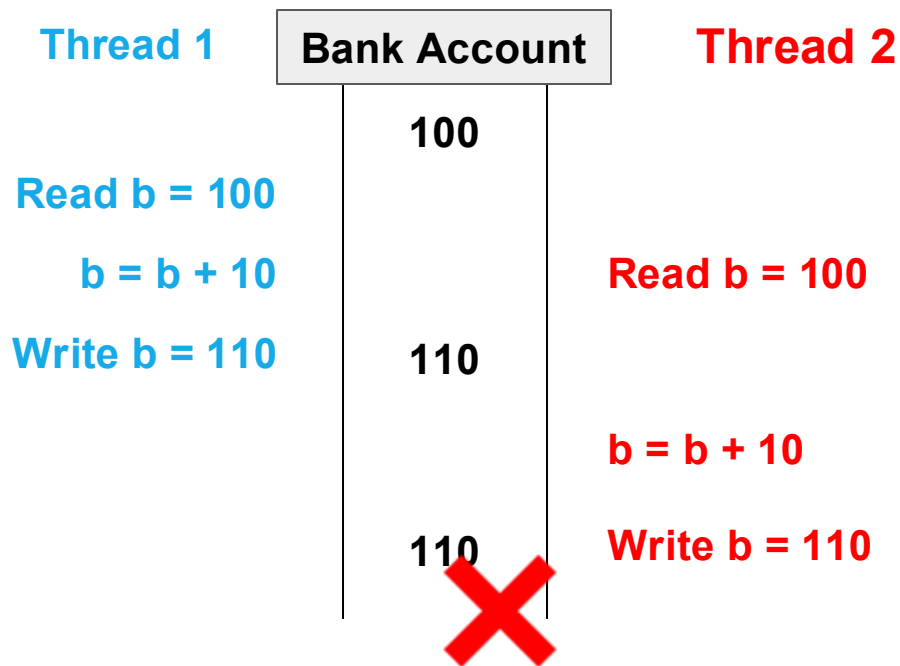 Thread 1 Bank Account Thread 2
100
Read b = 100
b = b + 10 Read b = 100
Write b = 110 110
b = b + 10
110 Write b = 110